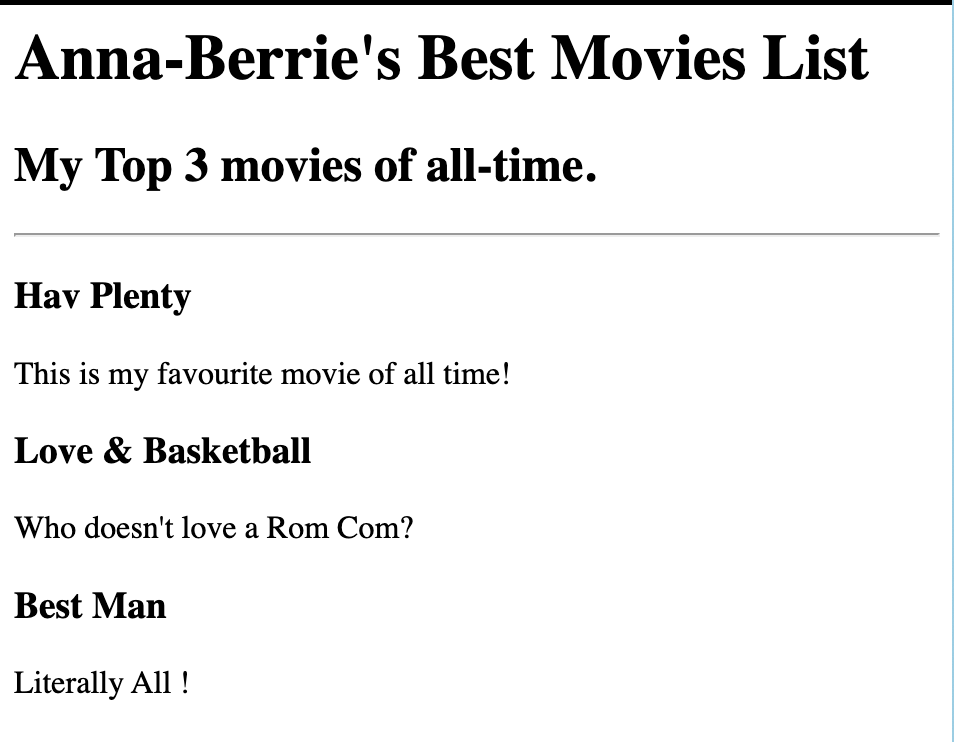 Anna-Berrie's Best Movies List
My Top 3 movies of all-time.
Hav Plenty
This is my favourite movie of all time!
Love & Basketball
Who doesn't love a Rom Com?
Best Man
Literally All !